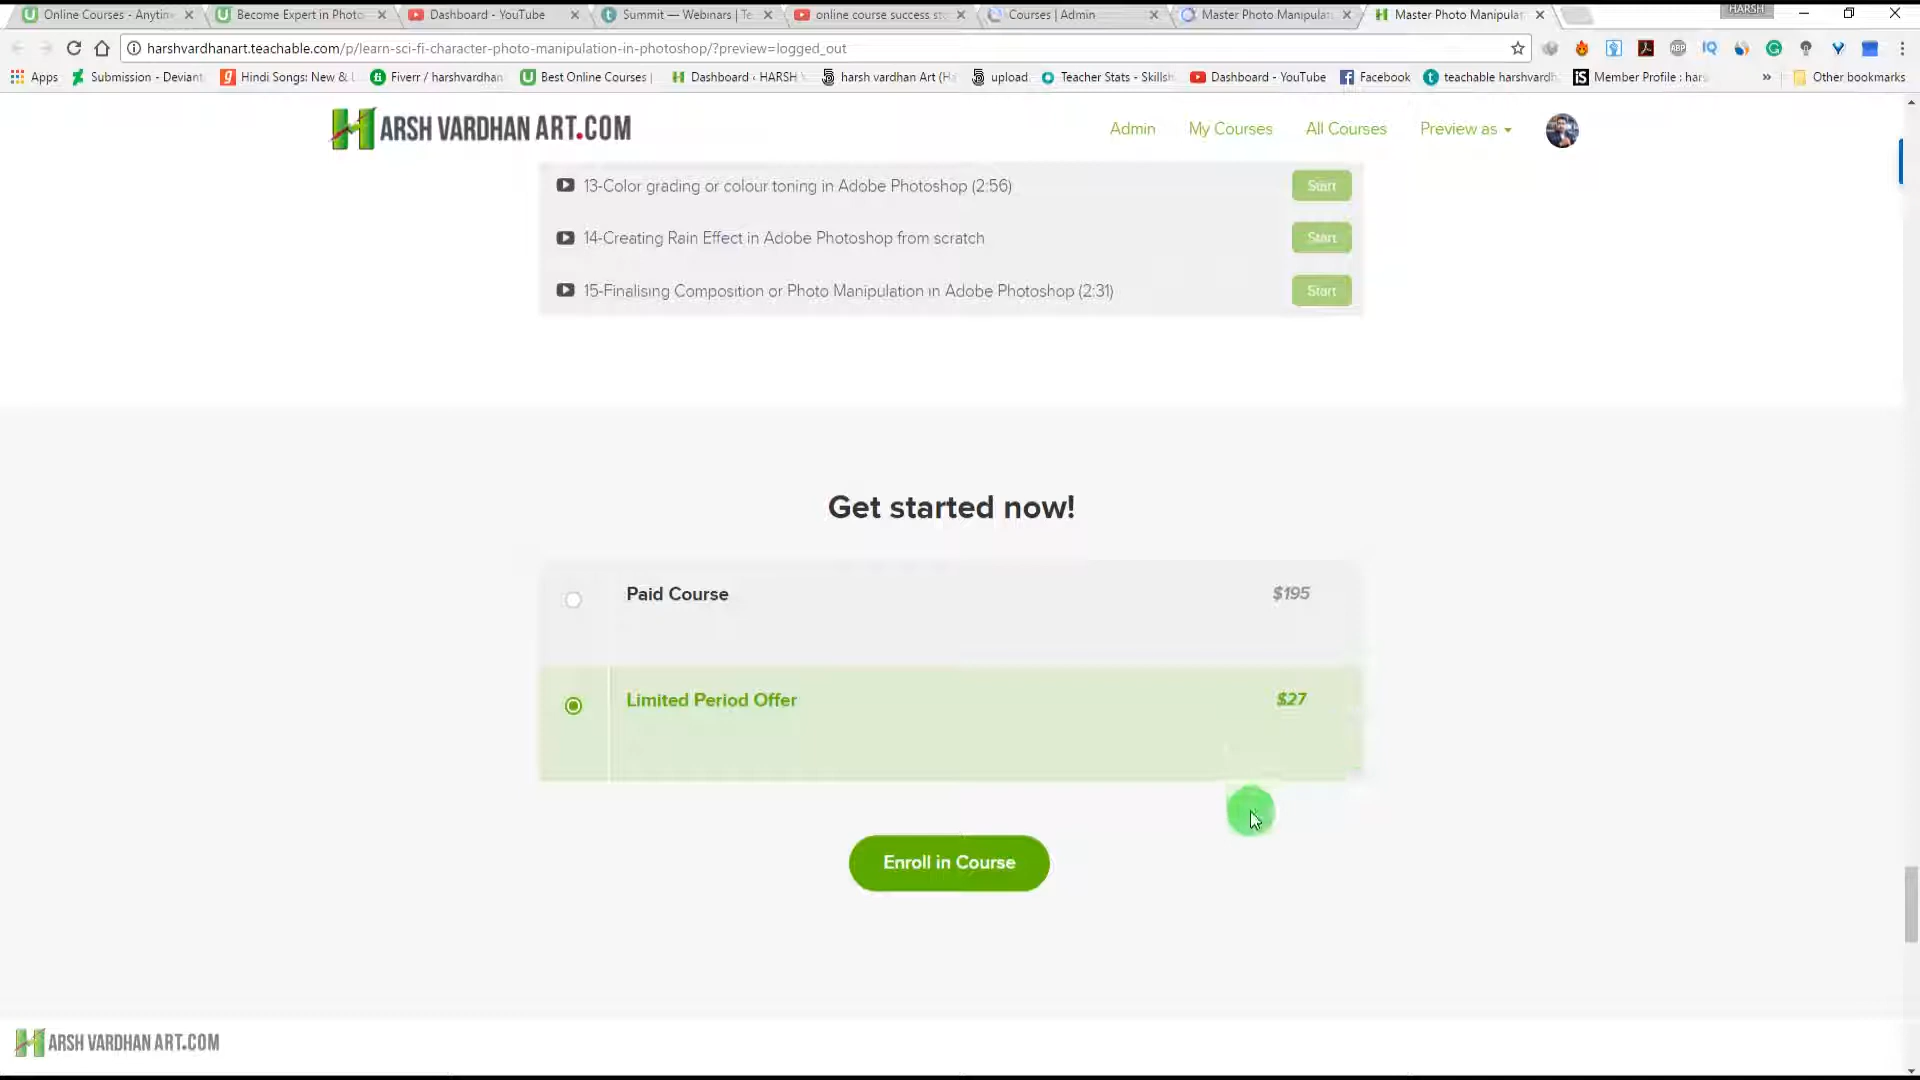 Online Courses - Anytim
Become Expert in Photo
Dashboard - YouTube
Summit — Webinars | Te
online course success st
Courses | Admin
Master Photo Manipulat
Master Photo Manipulat
HARSH
harshvardhanart.teachable.com/p/learn-sci-fi-character-photo-manipulation-in-photoshop/?preview=logged_out
Apps
Submission - Deviant
Hindi Songs: New & L
Fiverr / harshvardhan
Best Online Courses |
Dashboard ‹ HARSH
harsh vardhan Art (Ha
upload
Teacher Stats - Skillsh
Dashboard - YouTube
Facebook
teachable harshvardh
Member Profile : hars
»
Other bookmarks
HARSH VARDHAN ART.COM
Admin
My Courses
All Courses
Preview as
13-Color grading or colour toning in Adobe Photoshop (2:56)
Start
14-Creating Rain Effect in Adobe Photoshop from scratch
Start
15-Finalising Composition or Photo Manipulation in Adobe Photoshop (2:31)
Start
Get started now!
Paid Course
$195
Limited Period Offer
$27
Enroll in Course
HARSH VARDHAN ART.COM